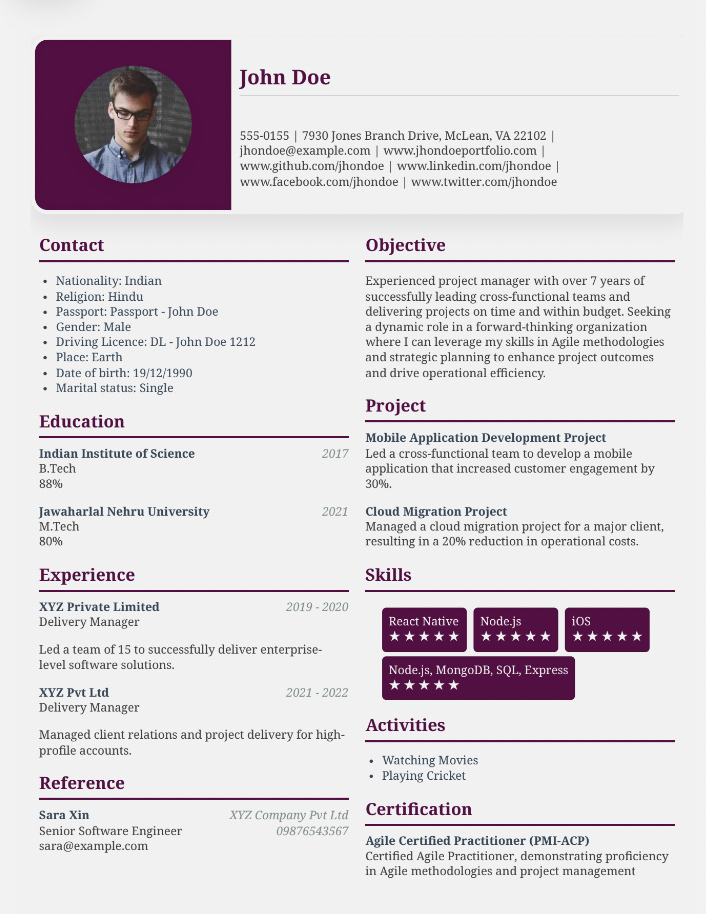 John Doe
555-0155 | 7930 Jones Branch Drive, McLean, VA 22102 |
jhondoe@example.com | www.jhondoeportfolio.com |
www.github.com/jhondoe | www.linkedin.com/jhondoe |
www.facebook.com/jhondoe | www.twitter.com/jhondoe
Contact
• Nationality: Indian
• Religion: Hindu
• Passport: Passport - John Doe
• Gender: Male
• Driving Licence: DL - John Doe 1212
• Place: Earth
• Date of birth: 19/12/1990
• Marital status: Single
Education
Indian Institute of Science 2017
B.Tech
88%
Jawaharlal Nehru University 2021
M.Tech
80%
Experience
XYZ Private Limited 2019 - 2020
Delivery Manager
Led a team of 15 to successfully deliver enterprise-
level software solutions.
XYZ Pvt Ltd 2021 - 2022
Delivery Manager
Managed client relations and project delivery for high-
profile accounts.
Reference
Sara Xin XYZ Company Pvt Ltd
Senior Software Engineer 09876543567
sara@example.com
Objective
Experienced project manager with over 7 years of
successfully leading cross-functional teams and
delivering projects on time and within budget. Seeking
a dynamic role in a forward-thinking organization
where I can leverage my skills in Agile methodologies
and strategic planning to enhance project outcomes
and drive operational efficiency.
Project
Mobile Application Development Project
Led a cross-functional team to develop a mobile
application that increased customer engagement by
30%.
Cloud Migration Project
Managed a cloud migration project for a major client,
resulting in a 20% reduction in operational costs.
Skills
React Native Node.js iOS
★★★★★ ★★★★★ ★★★★★
Node.js, MongoDB, SQL, Express
★★★★★
Activities
• Watching Movies
• Playing Cricket
Certification
Agile Certified Practitioner (PMI-ACP)
Certified Agile Practitioner, demonstrating proficiency
in Agile methodologies and project management